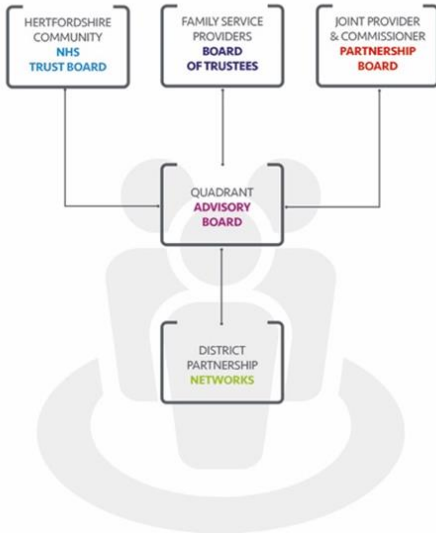 HERTFORDSHIRE
COMMUNITY
NHS
TRUST BOARD
FAMILY SERVICE
PROVIDERS
BOARD
OF TRUSTEES
JOINT PROVIDER
& COMMISSIONER
PARTNERSHIP
BOARD
QUADRANT
ADVISORY
BOARD
DISTRICT
PARTNERSHIP
NETWORKS